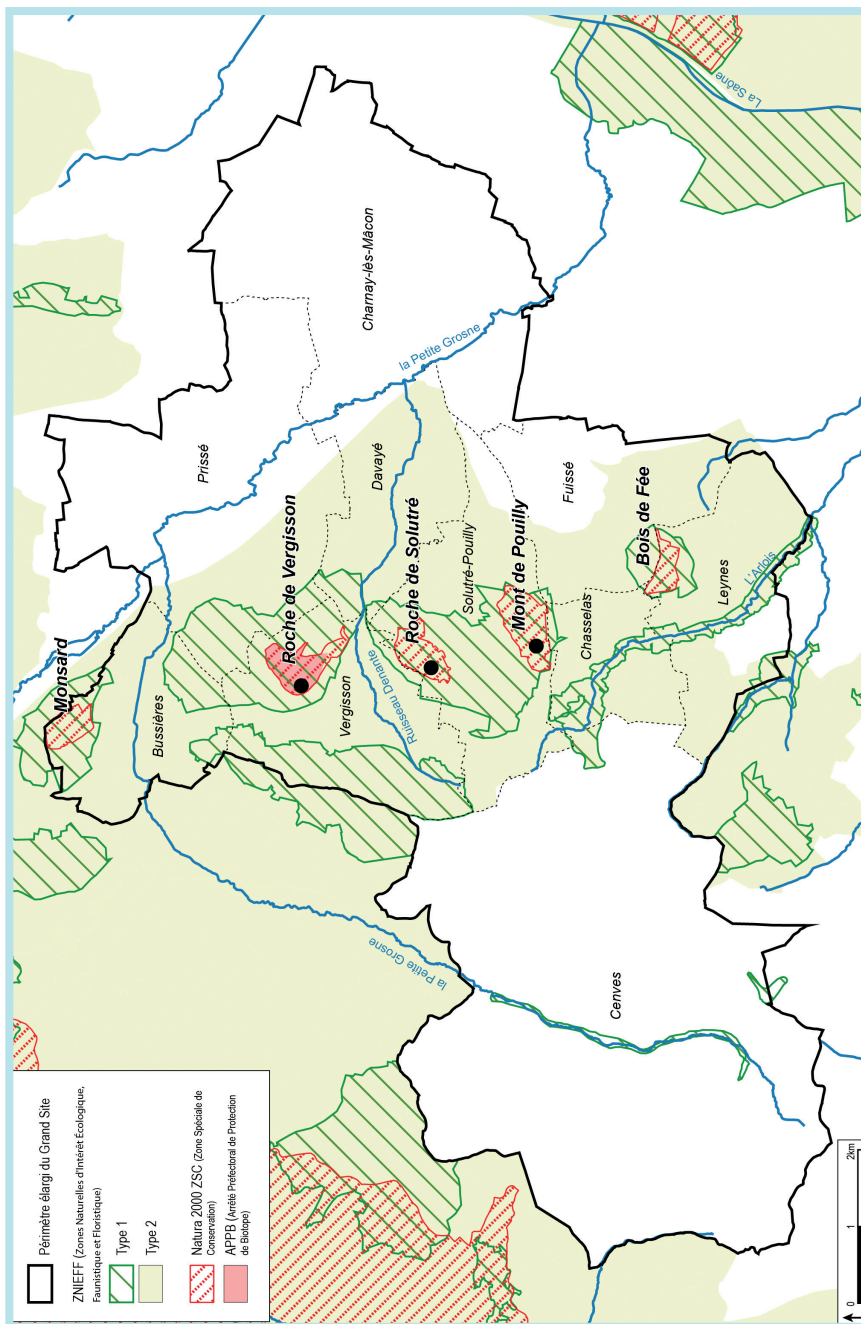 Périmètre élargi du Grand Site
ZNIEFF (Zones Naturelles d'Intérêt Écologique,
Faunistique et Floristique)
Type 1
Type 2
Natura 2000 ZSC (Zone Spéciale de
Conservation)
APPB (Arrêté Préfectoral de Protection
de Biotope)
Monsard
Bussières
Prissé
Charnay-lès-Mâcon
Roche de Vergisson
Vergisson
Davayé
la Petite Grosne
Ruisseau Denante
Roche de Solutré
Solutré-Pouilly
Mont de Pouilly
Fuissé
Chasselas
Bois de Fée
Leynes
L'Arlois
La Saône
la Petite Grosne
Cenves
0
1
2km